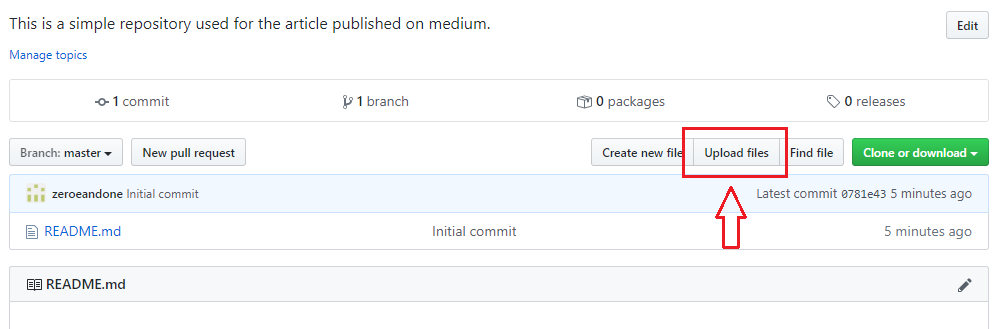 This is a simple repository used for the article published on medium.
Edit
Manage topics
1 commit 1 branch 0 packages 0 releases
Branch: master New pull request Create new file Upload files Find file Clone or download
zeroeandone Initial commit Latest commit 0781e43 5 minutes ago
README.md Initial commit 5 minutes ago
README.md